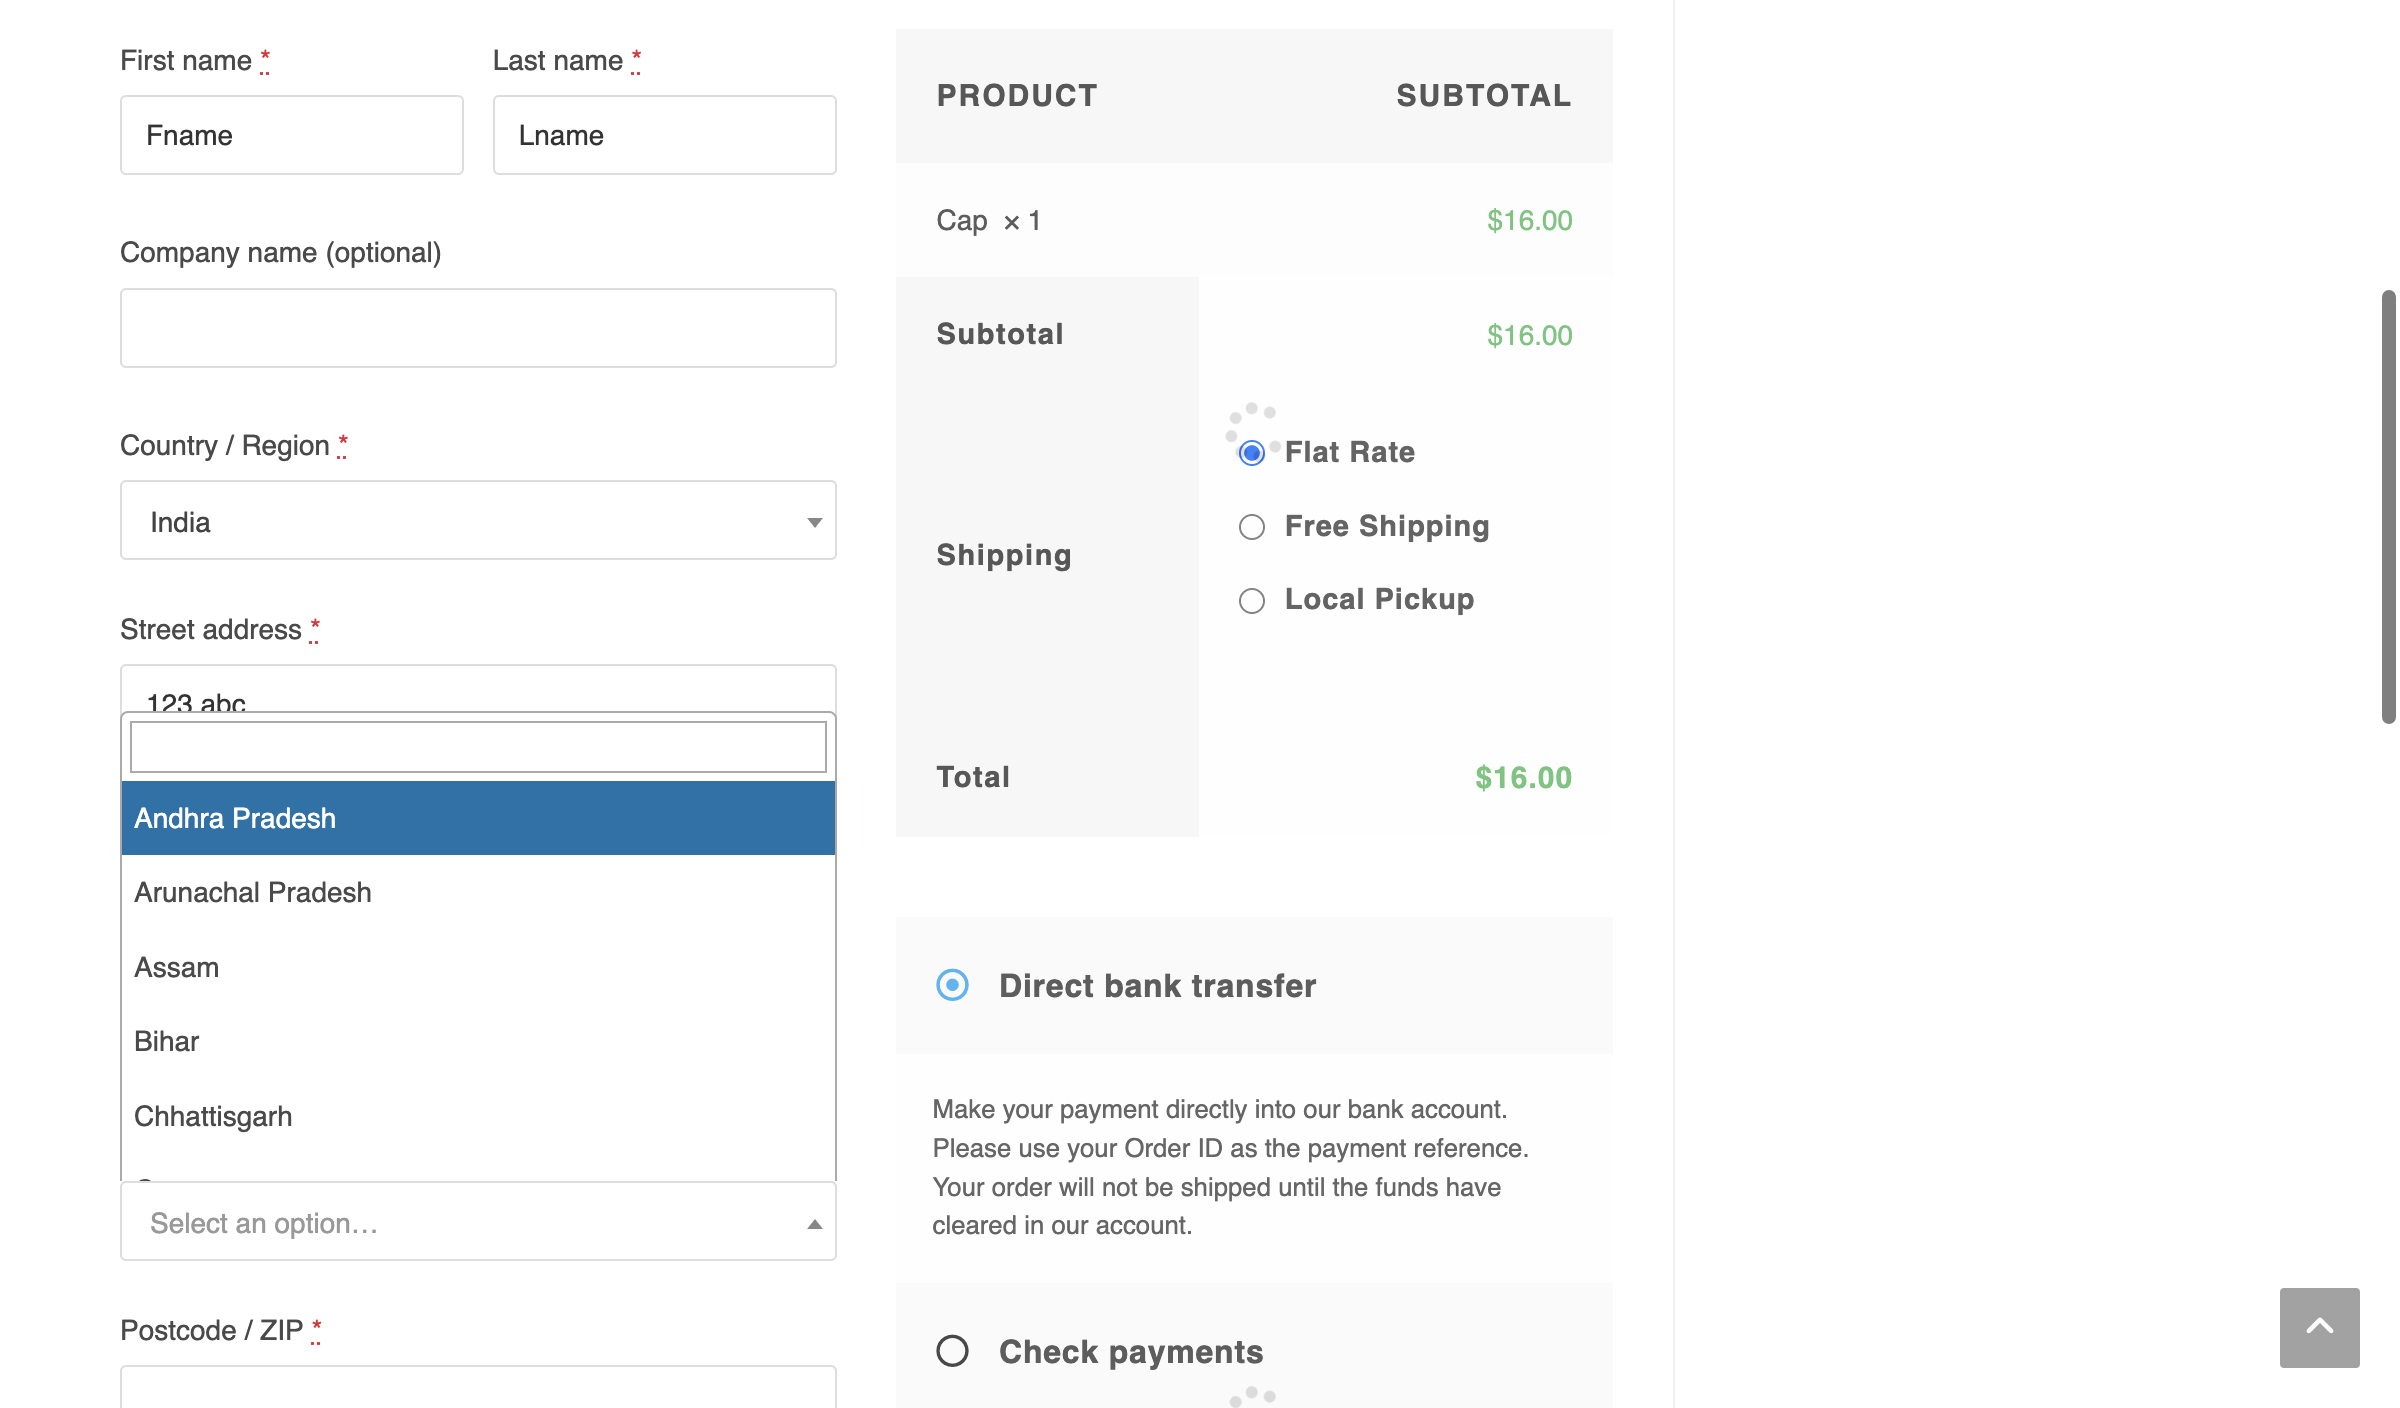 First name *
Last name *
Fname
Lname
Company name (optional)
Country / Region *
India
Street address *
123 abc
Andhra Pradesh
Arunachal Pradesh
Assam
Bihar
Chhattisgarh
Select an option...
Postcode / ZIP *
PRODUCT SUBTOTAL
Cap × 1 $16.00
Subtotal $16.00
Shipping
Flat Rate
Free Shipping
Local Pickup
Total $16.00
Direct bank transfer
Make your payment directly into our bank account.
Please use your Order ID as the payment reference.
Your order will not be shipped until the funds have
cleared in our account.
Check payments